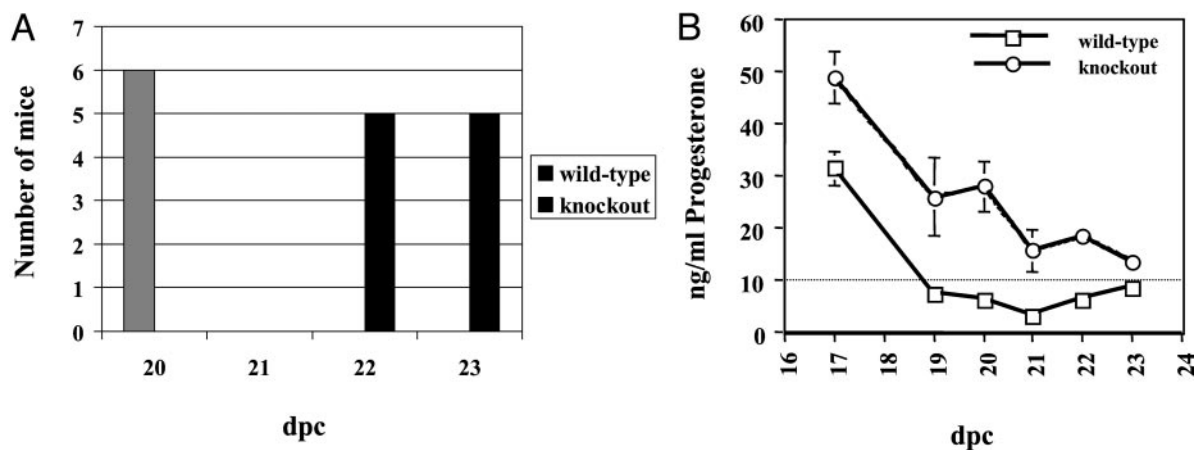 A
Number of mice
7
6
5
4
3
2
1
0
20 21 22 23
dpc
wild-type
knockout
B
ng/ml Progesterone
60
50
40
30
20
10
0
16 17 18 19 20 21 22 23 24
dpc
wild-type
knockout